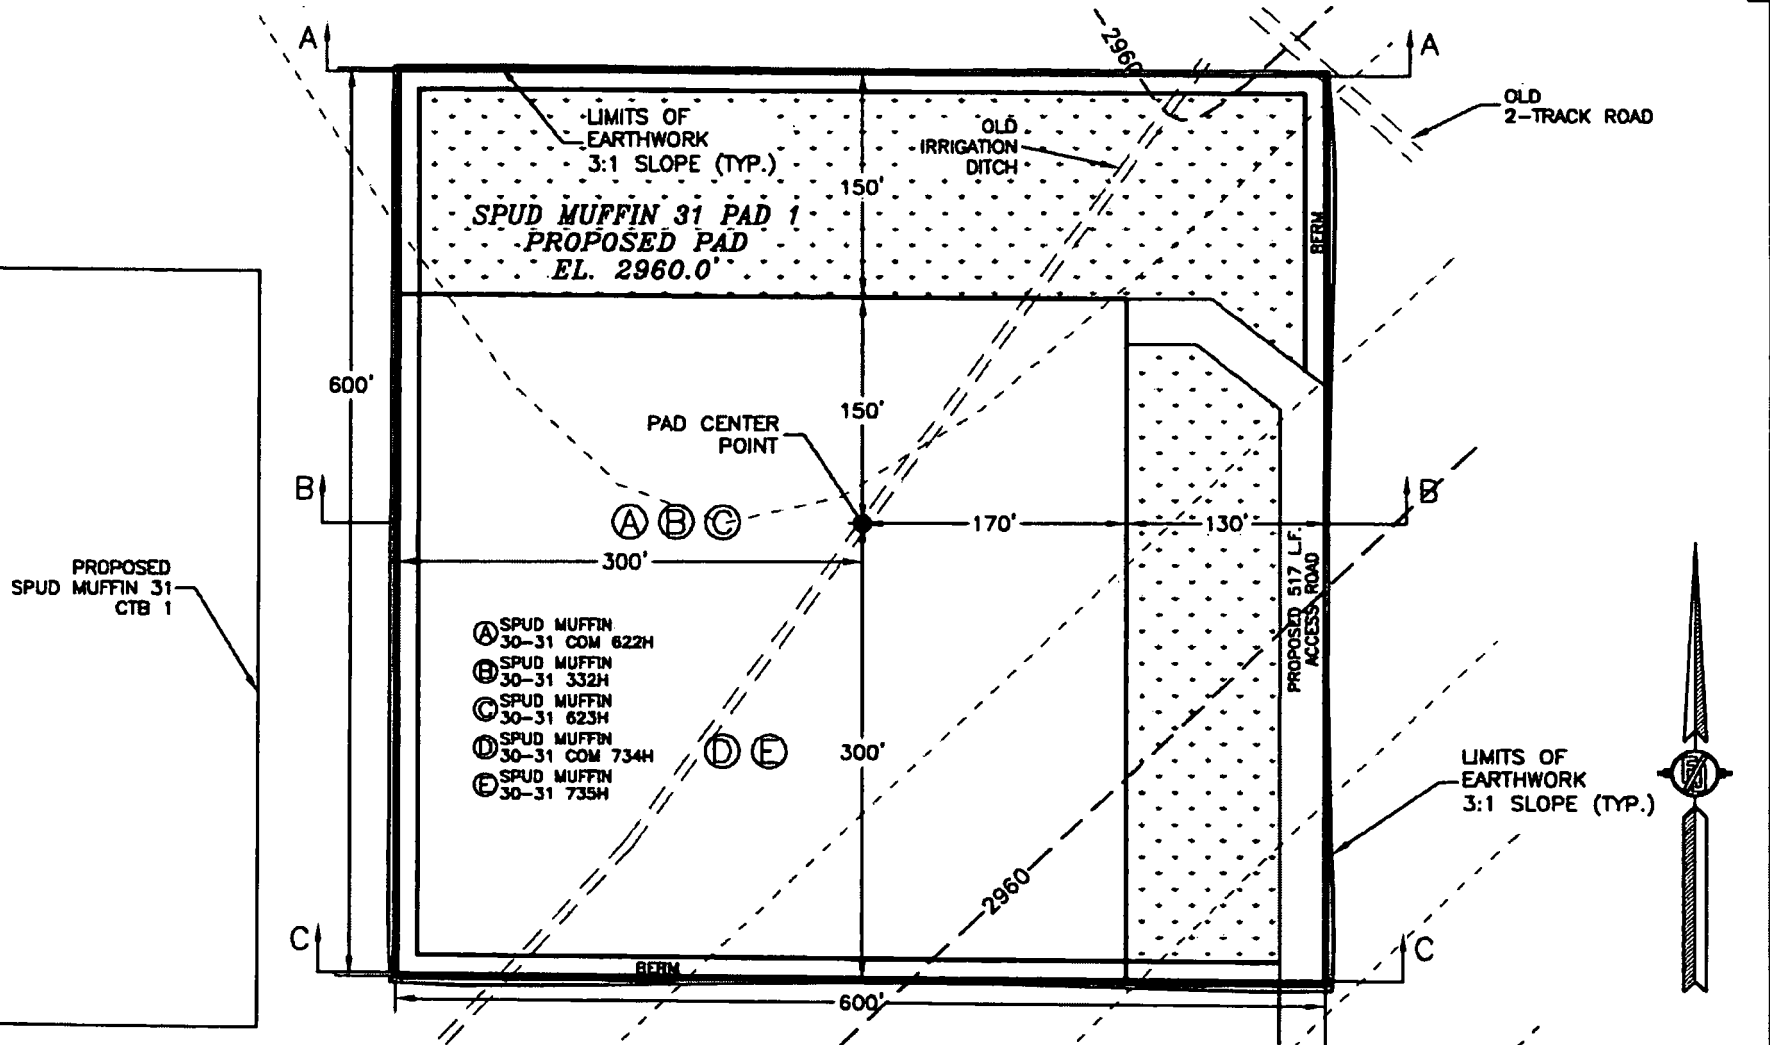 A
A
2960
OLD
2-TRACK ROAD
LIMITS OF
EARTHWORK
3:1 SLOPE (TYP.)
OLD
IRRIGATION
DITCH
150'
SPUD MUFFIN 31 PAD 1
PROPOSED PAD
EL. 2960.0'
BERM
600'
150'
PAD CENTER
POINT
B
B
A B C
170'
130'
300'
PROPOSED 517 L.F.
ACCESS ROAD
PROPOSED
SPUD MUFFIN 31
CTB 1
A SPUD MUFFIN
30-31 COM 622H
B SPUD MUFFIN
30-31 332H
C SPUD MUFFIN
30-31 623H
D SPUD MUFFIN
30-31 COM 734H
E SPUD MUFFIN
30-31 735H
D E
300'
LIMITS OF
EARTHWORK
3:1 SLOPE (TYP.)
2960
C
C
BERM
600'